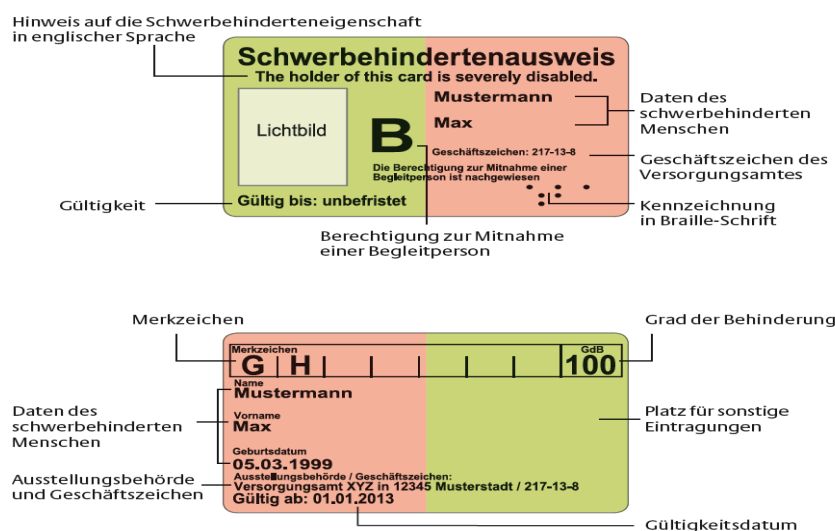 Hinweis auf die Schwerbehinderteneigenschaft
in englischer Sprache
Schwerbehindertenausweis
The holder of this card is severely disabled.
Lichtbild
B
Mustermann
Max
Daten des
schwerbehinderten
Menschen
Geschäftszeichen: 217-13-8
Geschäftszeichen des
Versorgungsamtes
Die Berechtigung zur Mitnahme einer
Begleitperson ist nachgewiesen
Gültigkeit
Gültig bis: unbefristet
Kennzeichnung
in Braille-Schrift
Berechtigung zur Mitnahme
einer Begleitperson
Merkzeichen
Grad der Behinderung
Merkzeichen
GdB
G | H | | | | | | 100
Name
Mustermann
Daten des
schwerbehinderten
Menschen
Vorname
Max
Platz für sonstige
Eintragungen
Geburtsdatum
05.03.1999
Ausstellungsbehörde
und Geschäftszeichen
Ausstellungsbehörde / Geschäftszeichen:
Versorgungsamt XYZ in 12345 Musterstadt / 217-13-8
Gültig ab: 01.01.2013
Gültigkeitsdatum